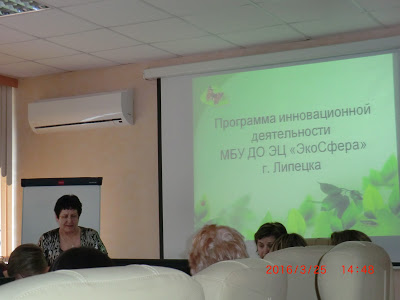 Программа инновационной
деятельности
МБУ ДО ЭЦ «ЭкоСфера»
г. Липецка
2015/3/25 14:43